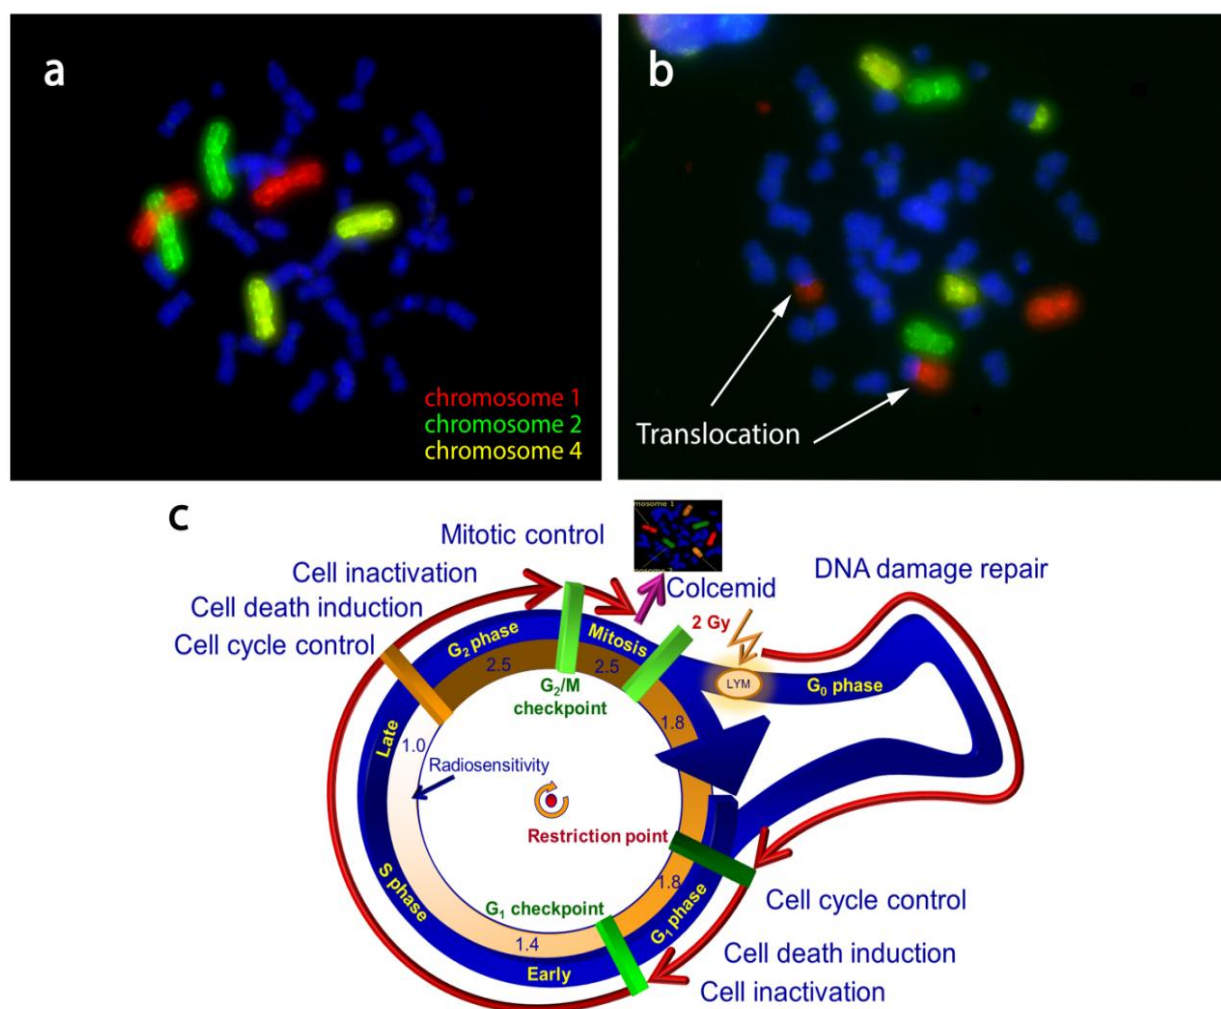 a
chromosome 1
chromosome 2
chromosome 4
b
Translocation
c
Mitotic control
Cell inactivation
Cell death induction
Cell cycle control
mosome 1
Colcemid
2 Gy
DNA damage repair
G₂ phase
Mitosis
2.5
2.5
G₂/M
checkpoint
LYM
G₀ phase
1.8
Late
1.0
Radiosensitivity
Restriction point
S phase
G₁ checkpoint
1.8
G₁ phase
1.4
Early
Cell cycle control
Cell death induction
Cell inactivation